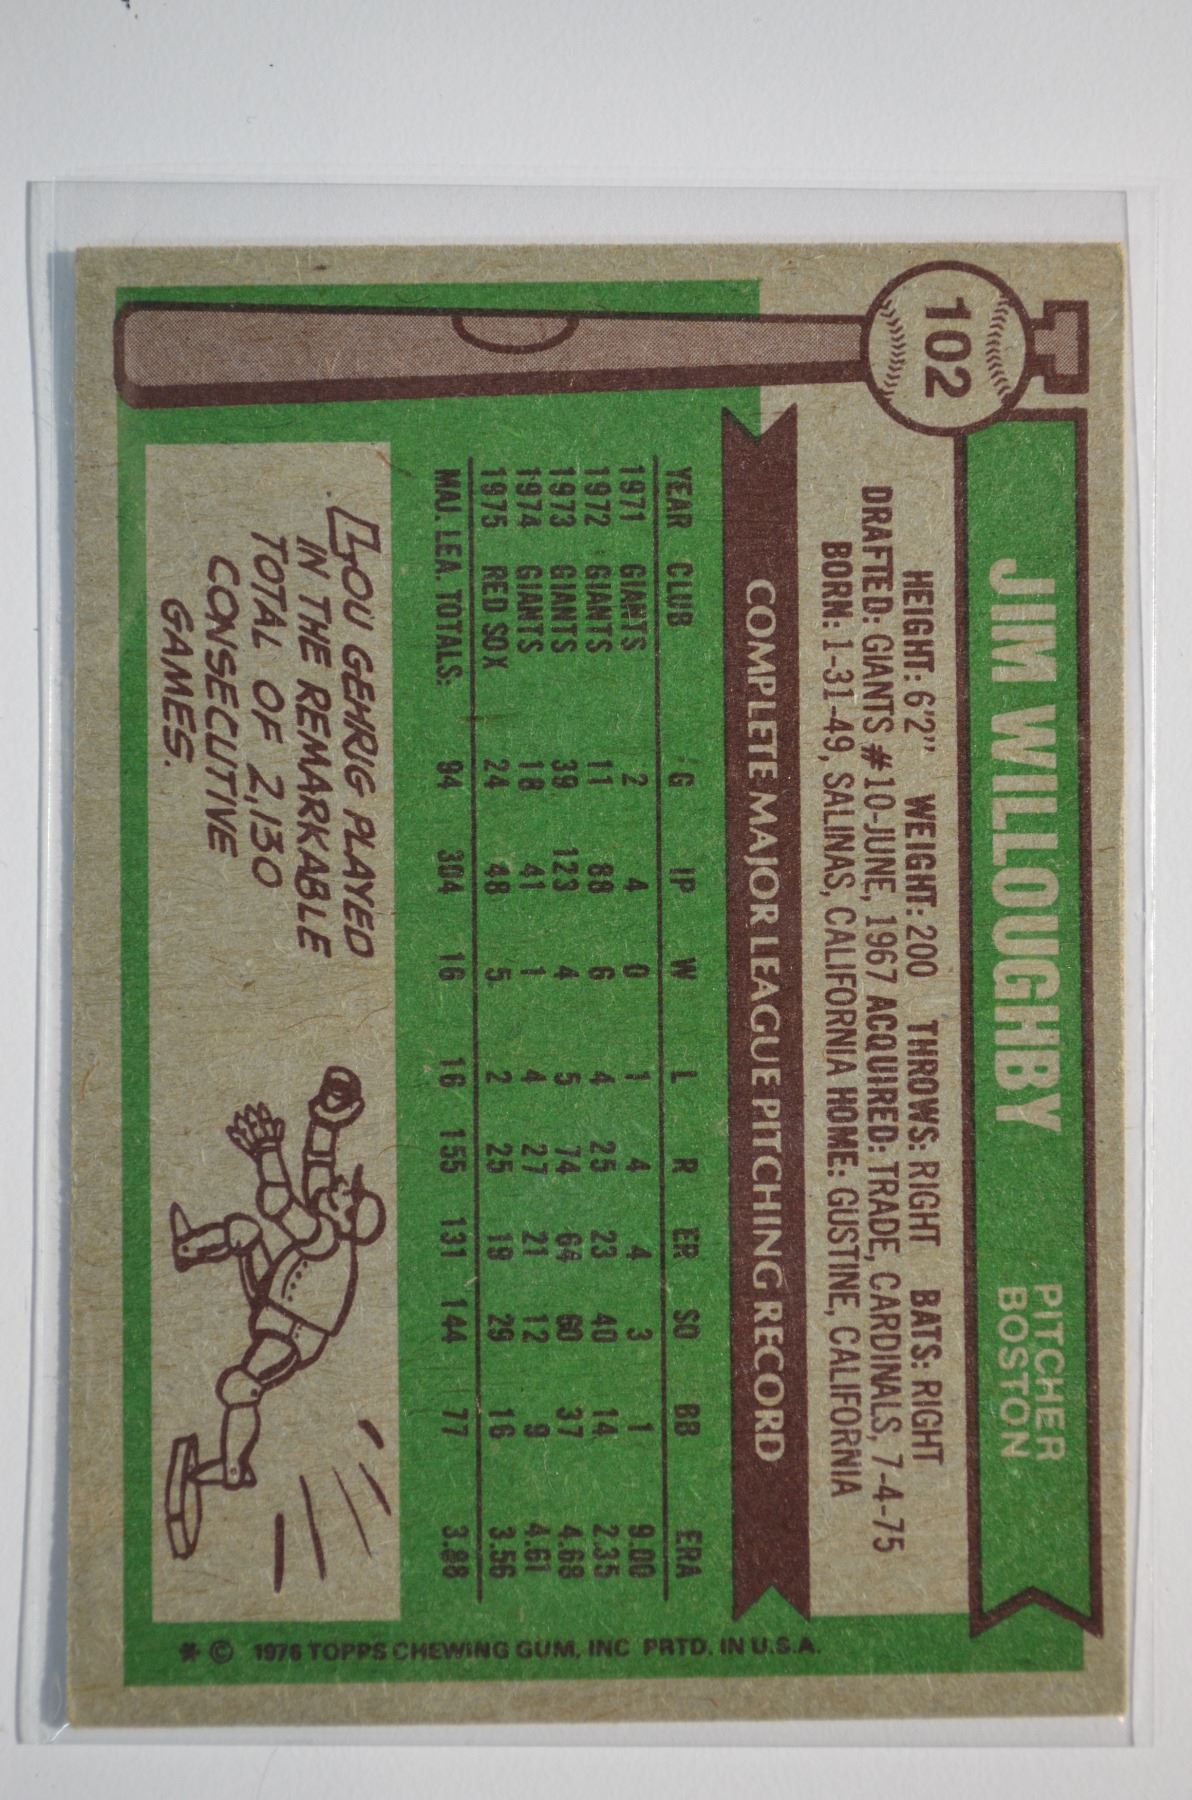 102
JIM WILLOUGHBY
PITCHER
BOSTON
HEIGHT: 6'2" WEIGHT: 200 THROWS: RIGHT BATS: RIGHT
DRAFTED: GIANTS #10-JUNE, 1967 ACQUIRED: TRADE, CARDINALS, 7-4-75
BORN: 1-31-49, SALINAS, CALIFORNIA HOME: GUSTINE, CALIFORNIA
COMPLETE MAJOR LEAGUE PITCHING RECORD
YEAR CLUB G IP W L R ER SO BB ERA
1971 GIANTS 2 4 0 1 4 4 3 1 9.00
1972 GIANTS 11 88 6 4 25 23 40 14 2.35
1973 GIANTS 39 123 4 5 74 64 60 37 4.68
1974 GIANTS 18 41 1 4 27 21 12 9 4.61
1975 RED SOX 24 48 5 2 25 19 29 16 3.56
MAJ. LEA. TOTALS: 94 304 16 16 155 131 144 77 3.88
LOU GEHRIG PLAYED
IN THE REMARKABLE
TOTAL OF 2,130
CONSECUTIVE
GAMES.
* © 1976 TOPPS CHEWING GUM, INC PRTD. IN U.S.A.